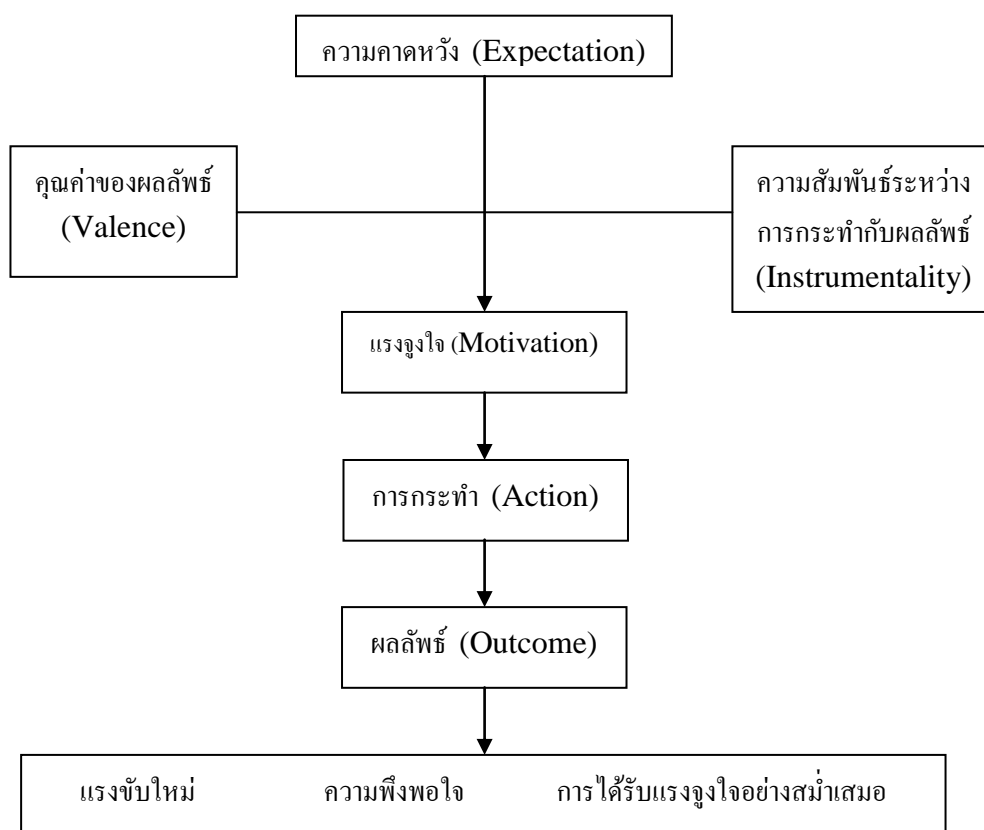 ความคาดหวัง (Expectation)
คุณค่าของผลลัพธ์
(Valence)
ความสัมพันธ์ระหว่าง
การกระทำกับผลลัพธ์
(Instrumentality)
แรงจูงใจ (Motivation)
การกระทำ (Action)
ผลลัพธ์ (Outcome)
แรงขับใหม่ ความพึงพอใจ การได้รับแรงจูงใจอย่างสม่ำเสมอ